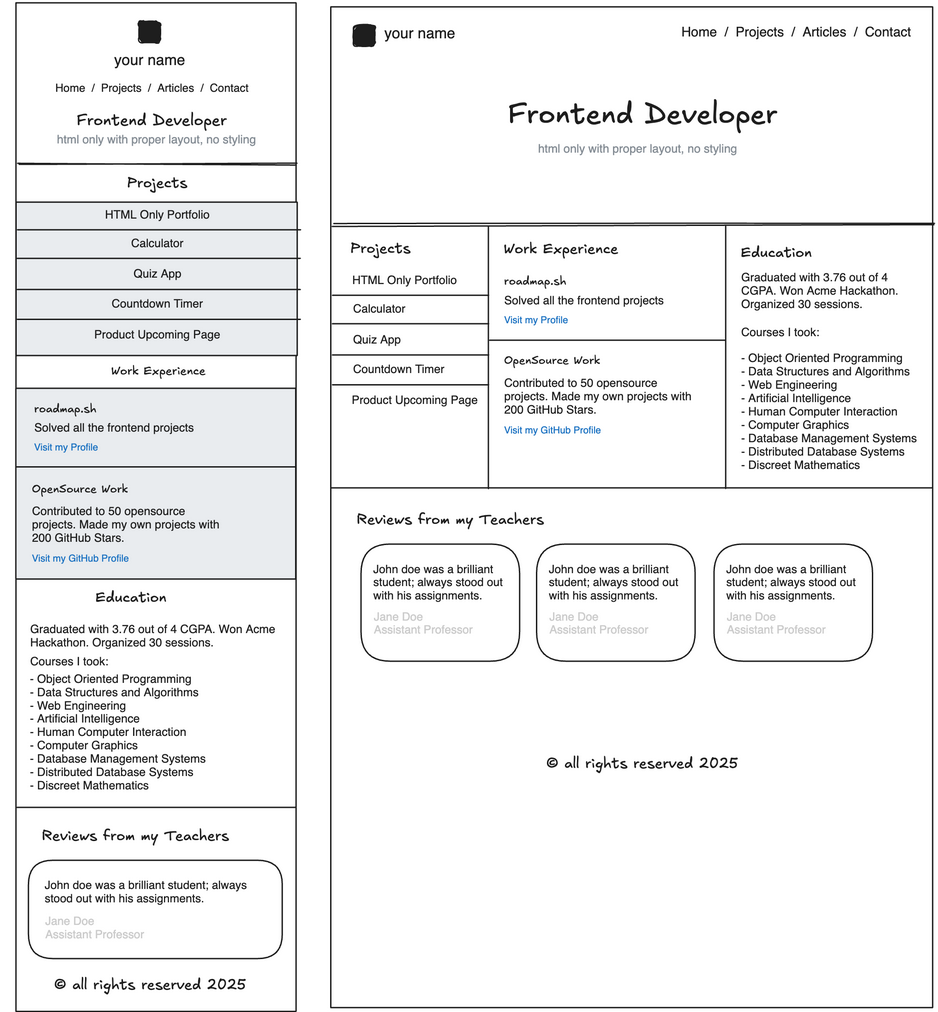 your name
Home / Projects / Articles / Contact
Frontend Developer
html only with proper layout, no styling
Projects
HTML Only Portfolio
Calculator
Quiz App
Countdown Timer
Product Upcoming Page
Work Experience
roadmap.sh
Solved all the frontend projects
Visit my Profile
OpenSource Work
Contributed to 50 opensource
projects. Made my own projects with
200 GitHub Stars.
Visit my GitHub Profile
Education
Graduated with 3.76 out of 4 CGPA. Won Acme
Hackathon. Organized 30 sessions.
Courses I took:
- Object Oriented Programming
- Data Structures and Algorithms
- Web Engineering
- Artificial Intelligence
- Human Computer Interaction
- Computer Graphics
- Database Management Systems
- Distributed Database Systems
- Discreet Mathematics
Reviews from my Teachers
John doe was a brilliant student; always
stood out with his assignments.
Jane Doe
Assistant Professor
© all rights reserved 2025
your name
Home / Projects / Articles / Contact
Frontend Developer
html only with proper layout, no styling
Projects
HTML Only Portfolio
Calculator
Quiz App
Countdown Timer
Product Upcoming Page
Work Experience
roadmap.sh
Solved all the frontend projects
Visit my Profile
OpenSource Work
Contributed to 50 opensource
projects. Made my own projects with
200 GitHub Stars.
Visit my GitHub Profile
Education
Graduated with 3.76 out of 4
CGPA. Won Acme Hackathon.
Organized 30 sessions.
Courses I took:
- Object Oriented Programming
- Data Structures and Algorithms
- Web Engineering
- Artificial Intelligence
- Human Computer Interaction
- Computer Graphics
- Database Management Systems
- Distributed Database Systems
- Discreet Mathematics
Reviews from my Teachers
John doe was a brilliant
student; always stood out
with his assignments.
Jane Doe
Assistant Professor
John doe was a brilliant
student; always stood out
with his assignments.
Jane Doe
Assistant Professor
John doe was a brilliant
student; always stood out
with his assignments.
Jane Doe
Assistant Professor
© all rights reserved 2025